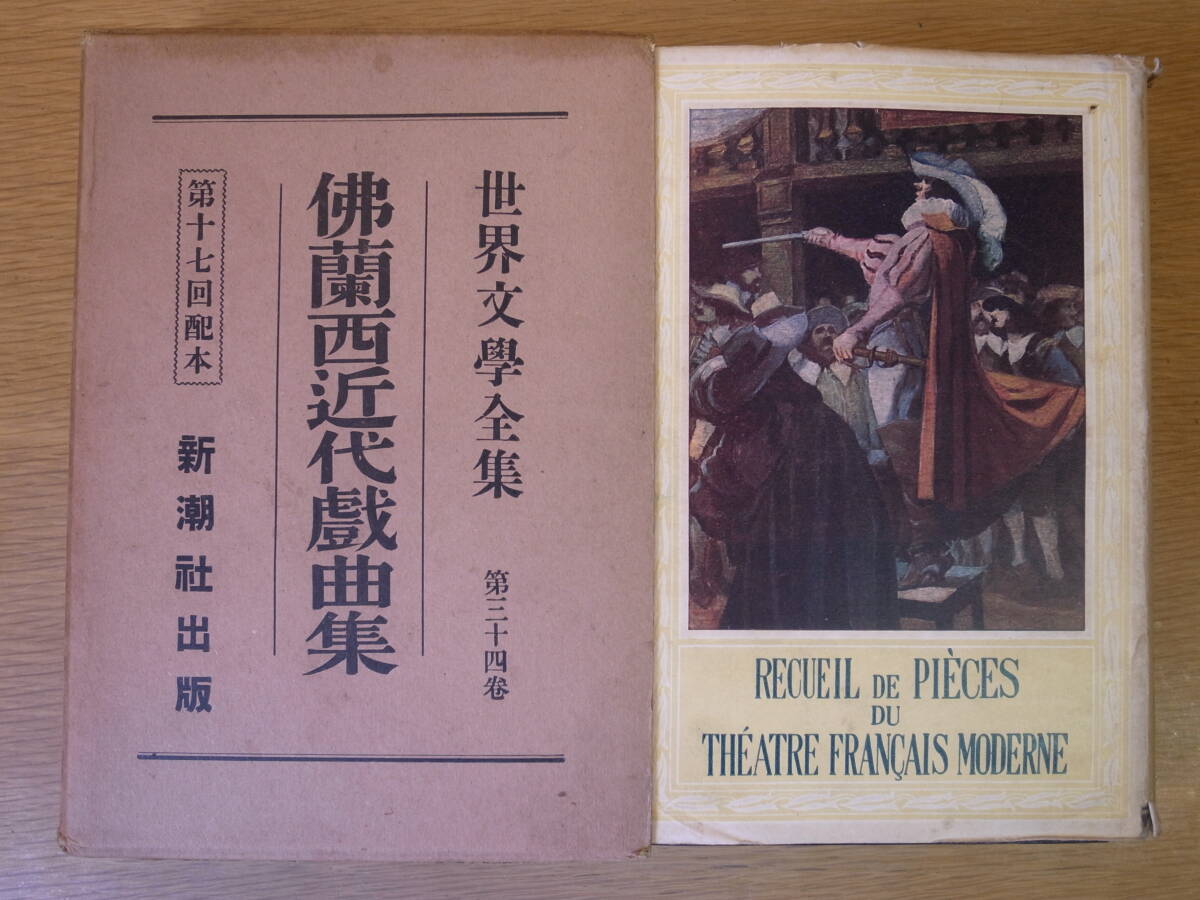 世界文學全集 第三十四卷
佛蘭西近代戲曲集
第十七回配本
新潮社出版
RECUEIL DE PIÈCES
DU
THÉATRE FRANÇAIS MODERNE